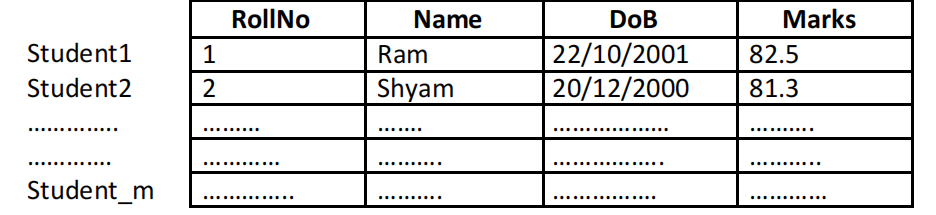 RollNo Name DoB Marks
Student1 1 Ram 22/10/2001 82.5
Student2 2 Shyam 20/12/2000 81.3
………….. ……… ……. ……………… ……….
…………. ………… ………. …………….. ………..
Student_m ………….. ………. ……………. …………